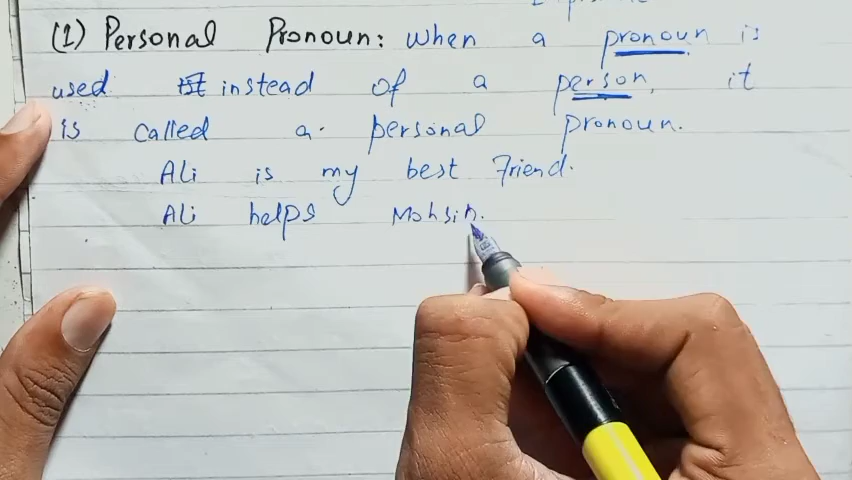 (1) Personal Pronoun: When a pronoun is
used instead of a person, it
is called a personal pronoun.
Ali is my best Friend.
Ali helps Mohsin.